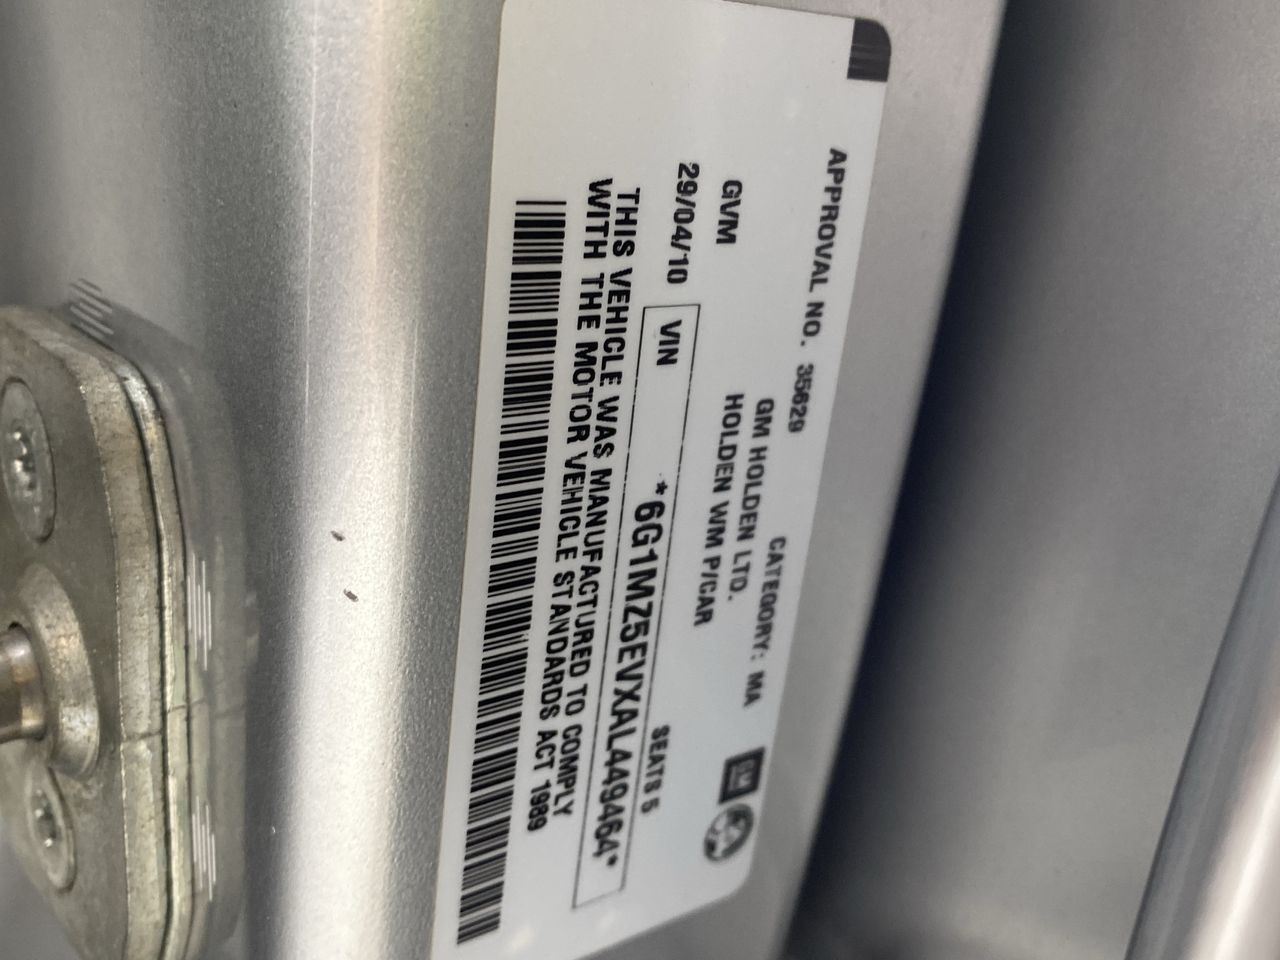 APPROVAL NO. 35629 CATEGORY: MA
GM HOLDEN LTD.
GVM HOLDEN WM P/CAR
GM
SEATS 5
29/04/10 VIN *6G1MZ5EVXAL449464*
THIS VEHICLE WAS MANUFACTURED TO COMPLY
WITH THE MOTOR VEHICLE STANDARDS ACT 1989